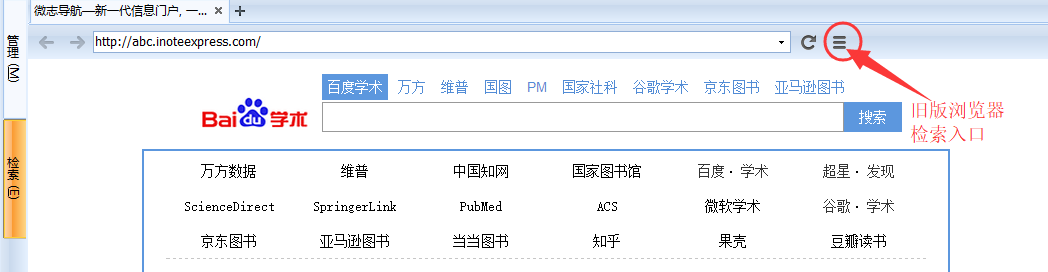 微志导航—新一代信息门户, 一...
管理 (M)
http://abc.inoteexpress.com/
旧版浏览器
检索入口
百度学术 万方 维普 国图 PM 国家社科 谷歌学术 京东图书 亚马逊图书
Bai du 学术
搜索
检索 (E)
万方数据 维普 中国知网 国家图书馆 百度·学术 超星·发现
ScienceDirect SpringerLink PubMed ACS 微软学术 谷歌·学术
京东图书 亚马逊图书 当当图书 知乎 果壳 豆瓣读书